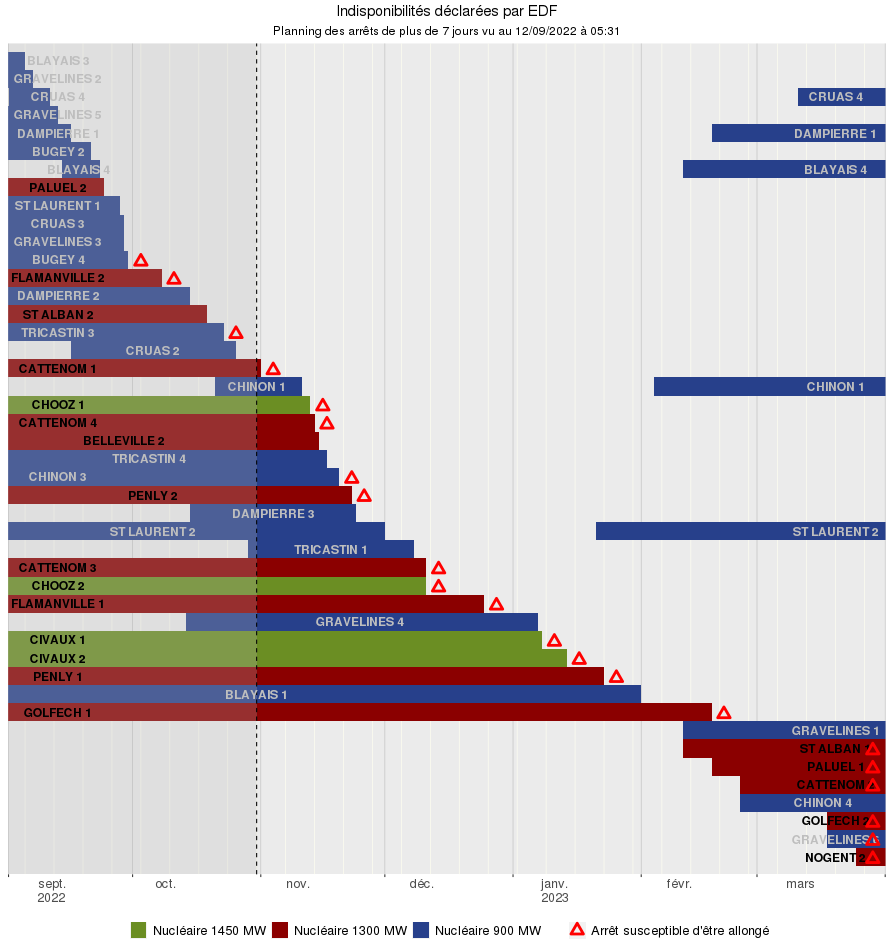 Indisponibilités déclarées par EDF
Planning des arrêts de plus de 7 jours vu au 12/09/2022 à 05:31
BLAYAIS 3
GRAVELINES 2
CRUAS 4 CRUAS 4
GRAVELINES 5
DAMPIERRE 1 DAMPIERRE 1
BUGEY 2
BLAYAIS 4 BLAYAIS 4
PALUEL 2
ST LAURENT 1
CRUAS 3
GRAVELINES 3
BUGEY 4
FLAMANVILLE 2
DAMPIERRE 2
ST ALBAN 2
TRICASTIN 3
CRUAS 2
CATTENOM 1
CHINON 1 CHINON 1
CHOOZ 1
CATTENOM 4
BELLEVILLE 2
TRICASTIN 4
CHINON 3
PENLY 2
DAMPIERRE 3
ST LAURENT 2 ST LAURENT 2
TRICASTIN 1
CATTENOM 3
CHOOZ 2
FLAMANVILLE 1
GRAVELINES 4
CIVAUX 1
CIVAUX 2
PENLY 1
BLAYAIS 1
GOLFECH 1
GRAVELINES 1
ST ALBAN
PALUEL 1
CATTENOM
CHINON 4
GOLFECH 2
GRAVELINES
NOGENT 2
sept. oct. nov. déc. janv. févr. mars
2022 2023
Nucléaire 1450 MW Nucléaire 1300 MW Nucléaire 900 MW Arrêt susceptible d'être allongé